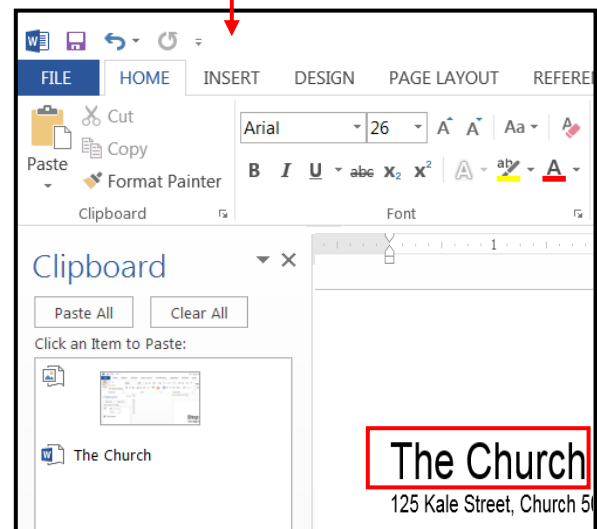 FILE HOME INSERT DESIGN PAGE LAYOUT
Cut
Copy
Format Painter
Paste
Clipboard
Arial 26 A A Aa
B I U abc x₂ x² A ab A
Font
Clipboard
1
Paste All Clear All
Click an Item to Paste:
The Church
The Church
125 Kale Street, Church